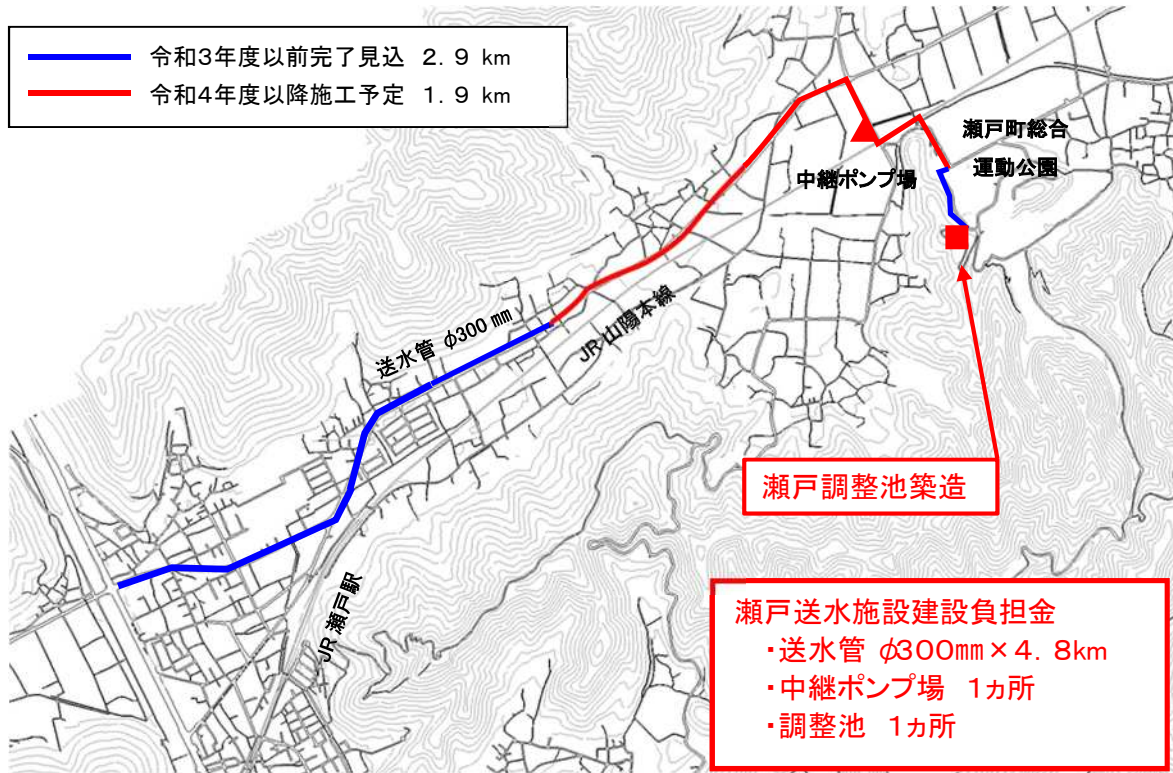 令和3年度以前完了見込 2.9 km
令和4年度以降施工予定 1.9 km
瀬戸町総合
運動公園
中継ポンプ場
送水管 φ300 ㎜
JR 山陽本線
瀬戸調整池築造
JR 瀬戸駅
瀬戸送水施設建設負担金
・送水管 φ300㎜×4.8km
・中継ポンプ場 1ヵ所
・調整池 1ヵ所